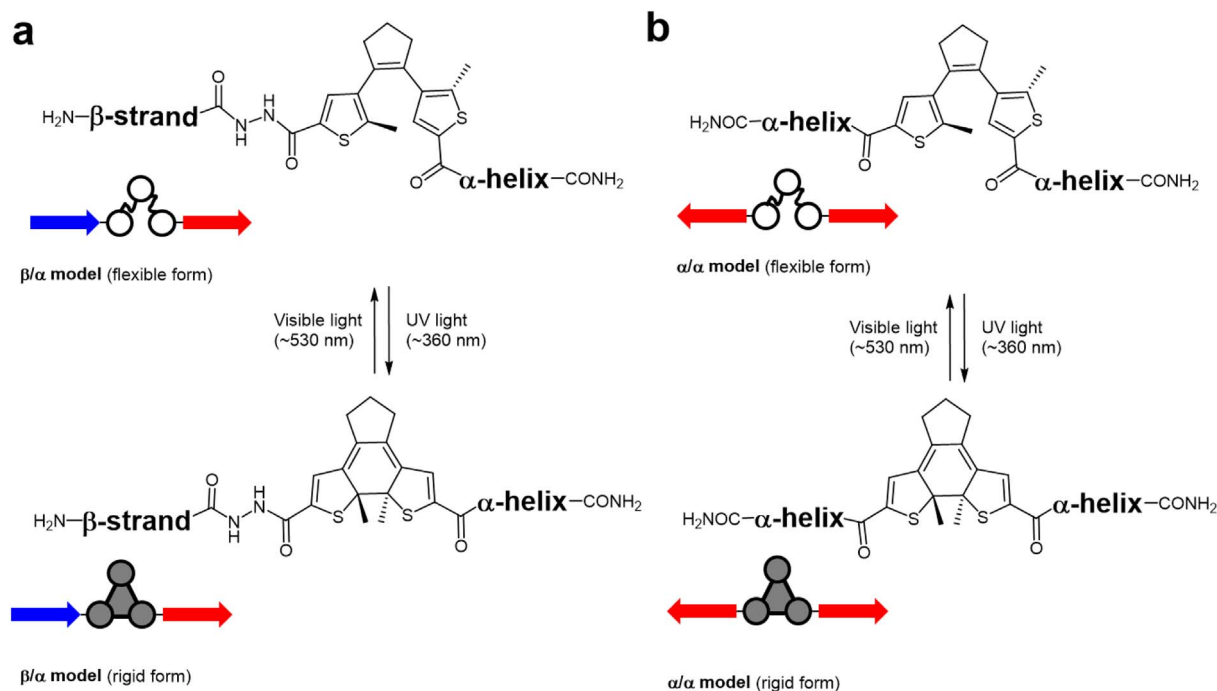 a
O
H
N
H2N
β-strand
N
H
O
S
S
O
α-helix
CONH2
β/α model (flexible form)
Visible light
(~530 nm)
UV light
(~360 nm)
O
H
N
H2N
β-strand
N
H
O
S
S
O
α-helix
CONH2
β/α model (rigid form)
b
H2NOC
α-helix
O
S
S
O
α-helix
CONH2
α/α model (flexible form)
Visible light
(~530 nm)
UV light
(~360 nm)
H2NOC
α-helix
O
S
S
O
α-helix
CONH2
α/α model (rigid form)